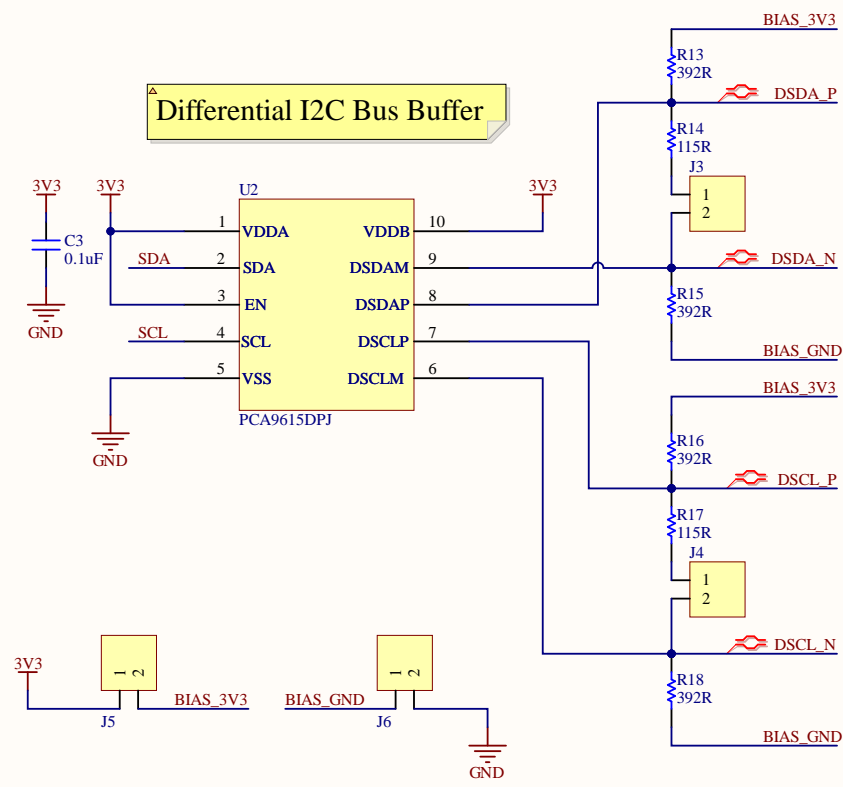 BIAS_3V3
R13
392R
DSDA_P
Differential I2C Bus Buffer
R14
115R
J3
1
2
3V3
3V3
U2
3V3
C3
0.1uF
GND
1
VDDA
VDDB
10
SDA
2
SDA
DSDAM
9
DSDA_N
3
EN
DSDAP
8
R15
392R
SCL
4
SCL
DSCLP
7
BIAS_GND
5
VSS
DSCLM
6
BIAS_3V3
PCA9615DPJ
GND
R16
392R
DSCL_P
R17
115R
J4
1
2
DSCL_N
R18
392R
BIAS_GND
3V3
1
2
BIAS_3V3
J5
BIAS_GND
1
2
J6
GND